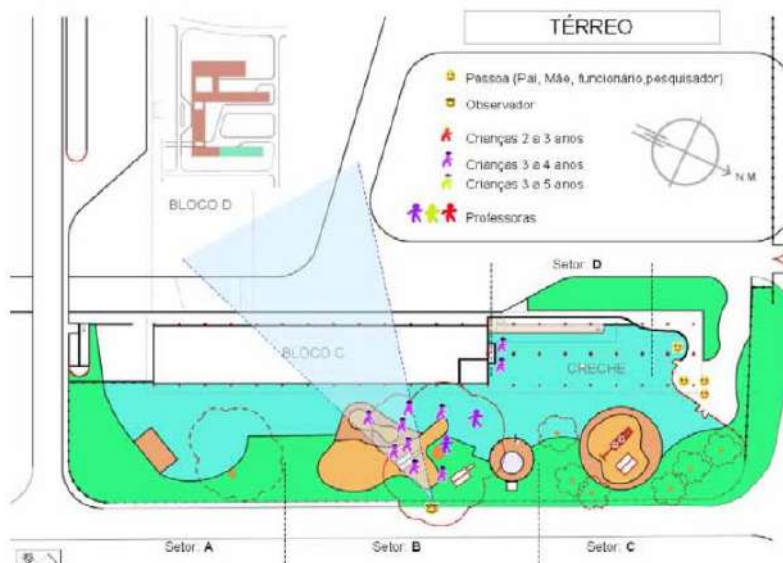 TÉRREO
Pessoa (Pai, Mãe, funcionário,pesquisador)
Observador
Crianças 2 a 3 anos
Crianças 3 a 4 anos
Crianças 3 a 5 anos
Professoras
N.M.
BLOCO D
Setor: D
BLOCO C
CRECHE
Setor: A
Setor: B
Setor: C